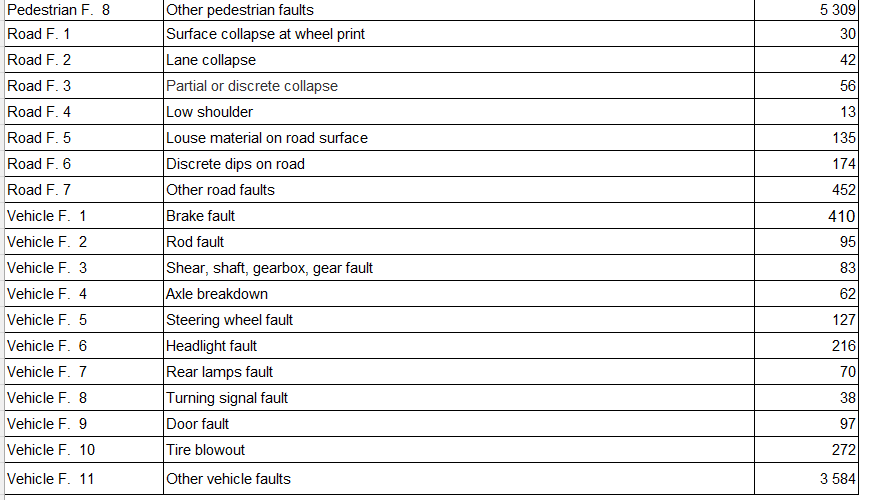 Pedestrian F. 8 Other pedestrian faults 5 309
Road F. 1 Surface collapse at wheel print 30
Road F. 2 Lane collapse 42
Road F. 3 Partial or discrete collapse 56
Road F. 4 Low shoulder 13
Road F. 5 Louse material on road surface 135
Road F. 6 Discrete dips on road 174
Road F. 7 Other road faults 452
Vehicle F. 1 Brake fault 410
Vehicle F. 2 Rod fault 95
Vehicle F. 3 Shear, shaft, gearbox, gear fault 83
Vehicle F. 4 Axle breakdown 62
Vehicle F. 5 Steering wheel fault 127
Vehicle F. 6 Headlight fault 216
Vehicle F. 7 Rear lamps fault 70
Vehicle F. 8 Turning signal fault 38
Vehicle F. 9 Door fault 97
Vehicle F. 10 Tire blowout 272
Vehicle F. 11 Other vehicle faults 3 584